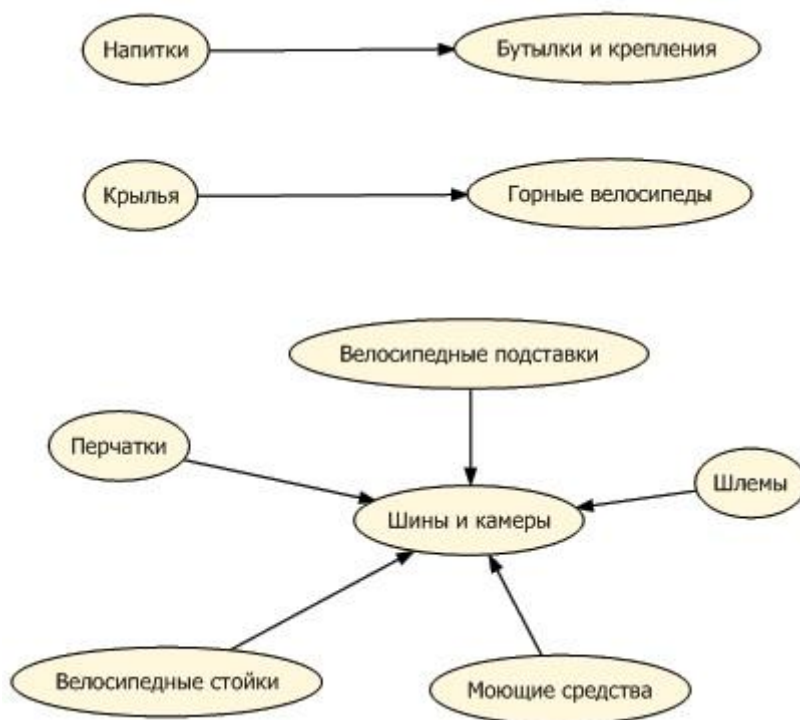 Напитки
Бутылки и крепления
Крылья
Горные велосипеды
Велосипедные подставки
Перчатки
Шлемы
Шины и камеры
Велосипедные стойки
Моющие средства